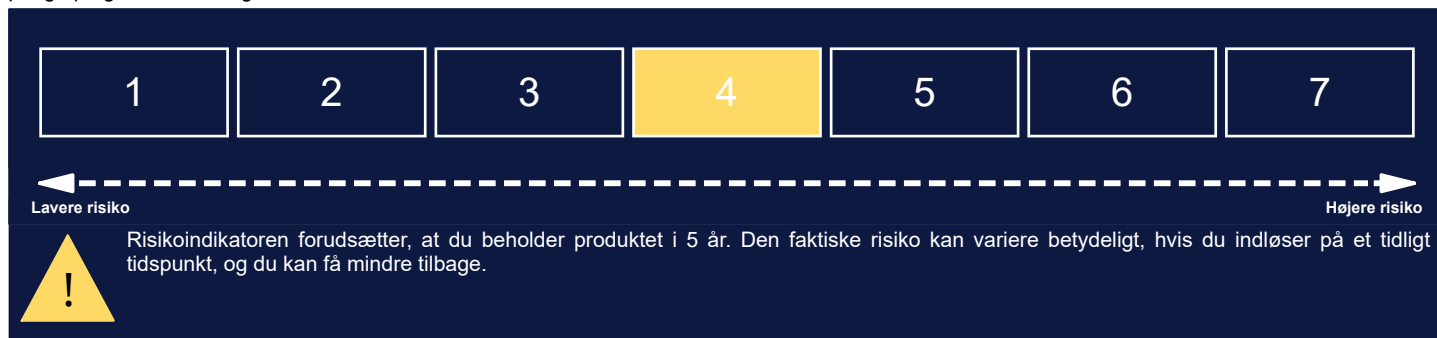 1 2 3 4 5 6 7
Lavere risiko Højere risiko
Risikoindikatoren forudsætter, at du beholder produktet i 5 år. Den faktiske risiko kan variere betydeligt, hvis du indløser på et tidligt
tidspunkt, og du kan få mindre tilbage.
!